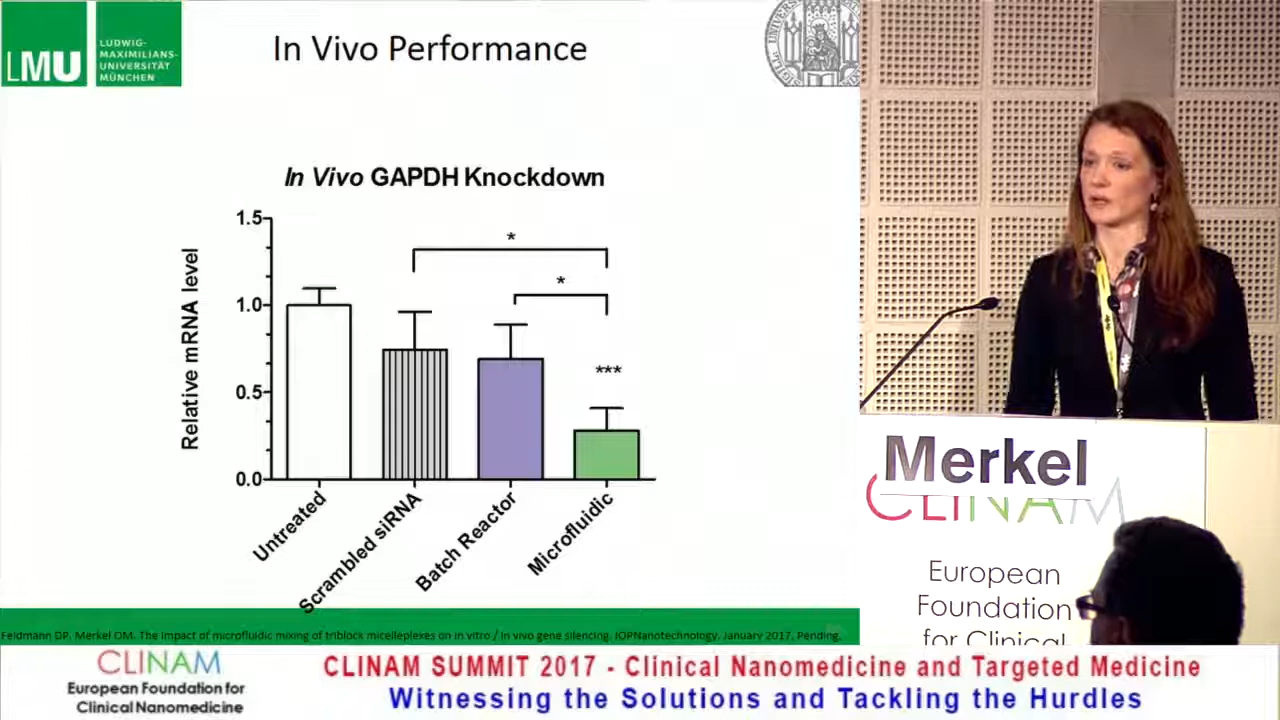 LMU
LUDWIG-
MAXIMILIANS-
UNIVERSITÄT
MÜNCHEN
In Vivo Performance
In Vivo GAPDH Knockdown
Relative mRNA level
1.5
1.0
0.5
0.0
*
*
***
Untreated
Scrambled siRNA
Batch Reactor
Microfluidic
Feldmann DP, Merkel OM. The impact of microfluidic mixing of triblock micelleplexes on in vitro / in vivo gene silencing. IOPNanotechnology. January 2017. Pending.
Merkel
CLINAM
European
Foundation
for Clinical
CLINAM
European Foundation for
Clinical Nanomedicine
CLINAM SUMMIT 2017 - Clinical Nanomedicine and Targeted Medicine
Witnessing the Solutions and Tackling the Hurdles